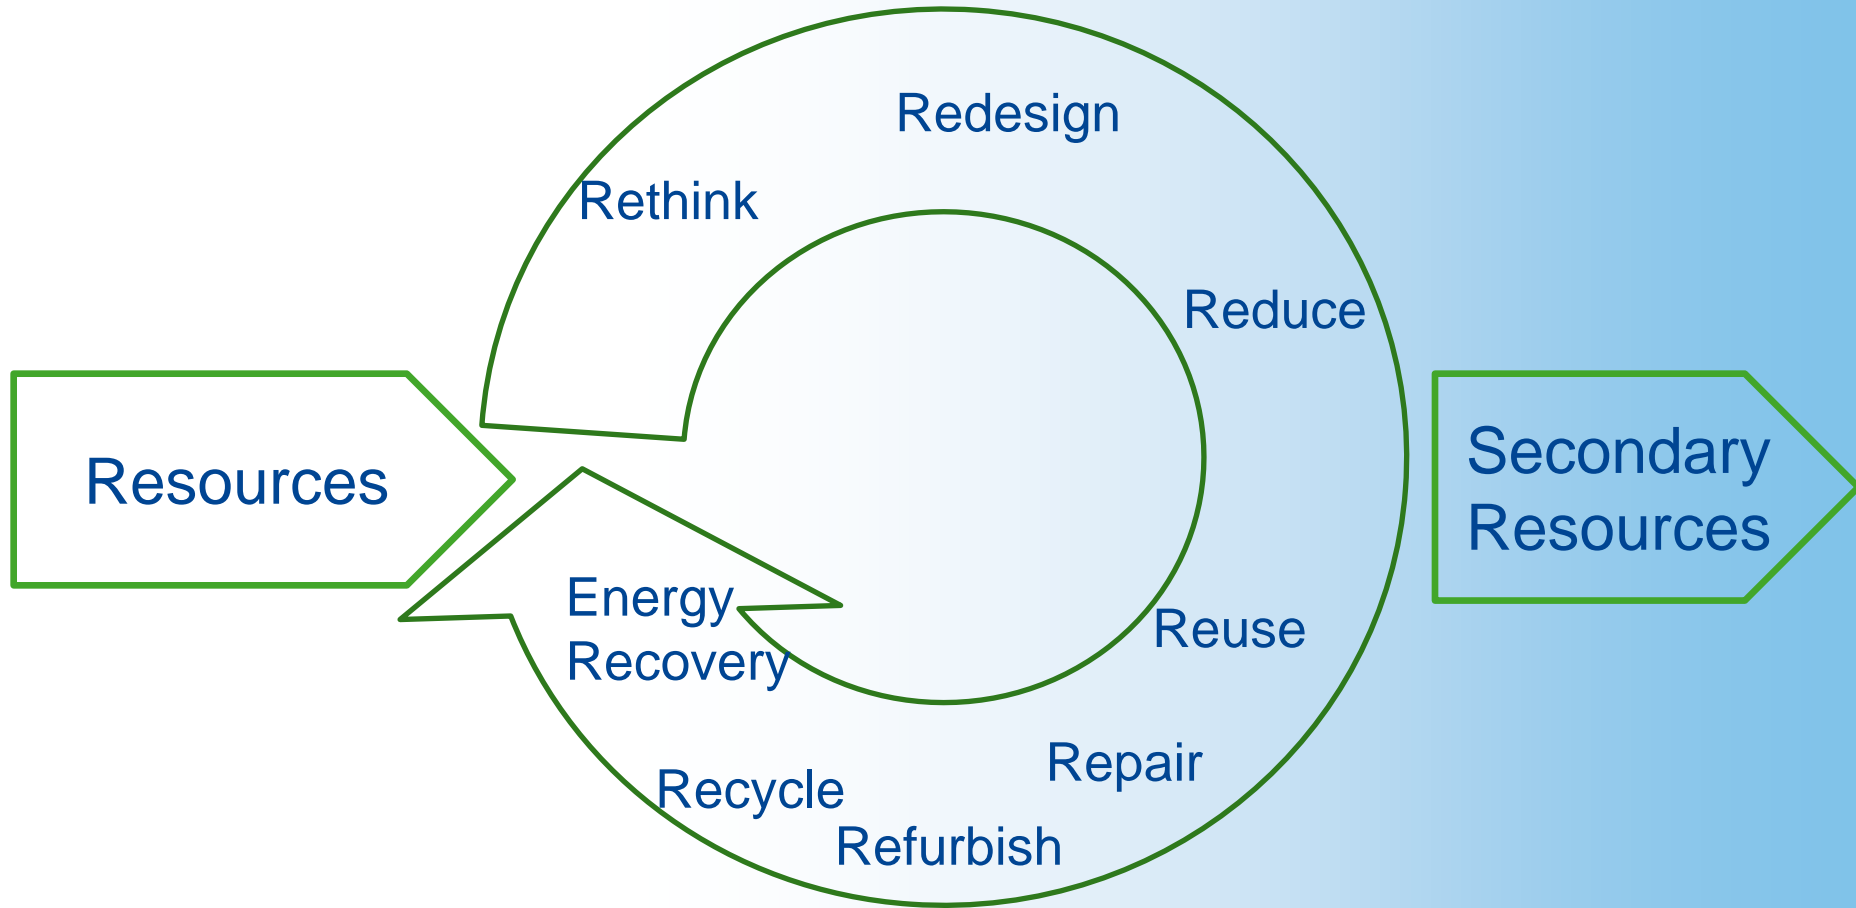 Resources
Rethink
Redesign
Reduce
Reuse
Repair
Refurbish
Recycle
Energy
Recovery
Secondary
Resources